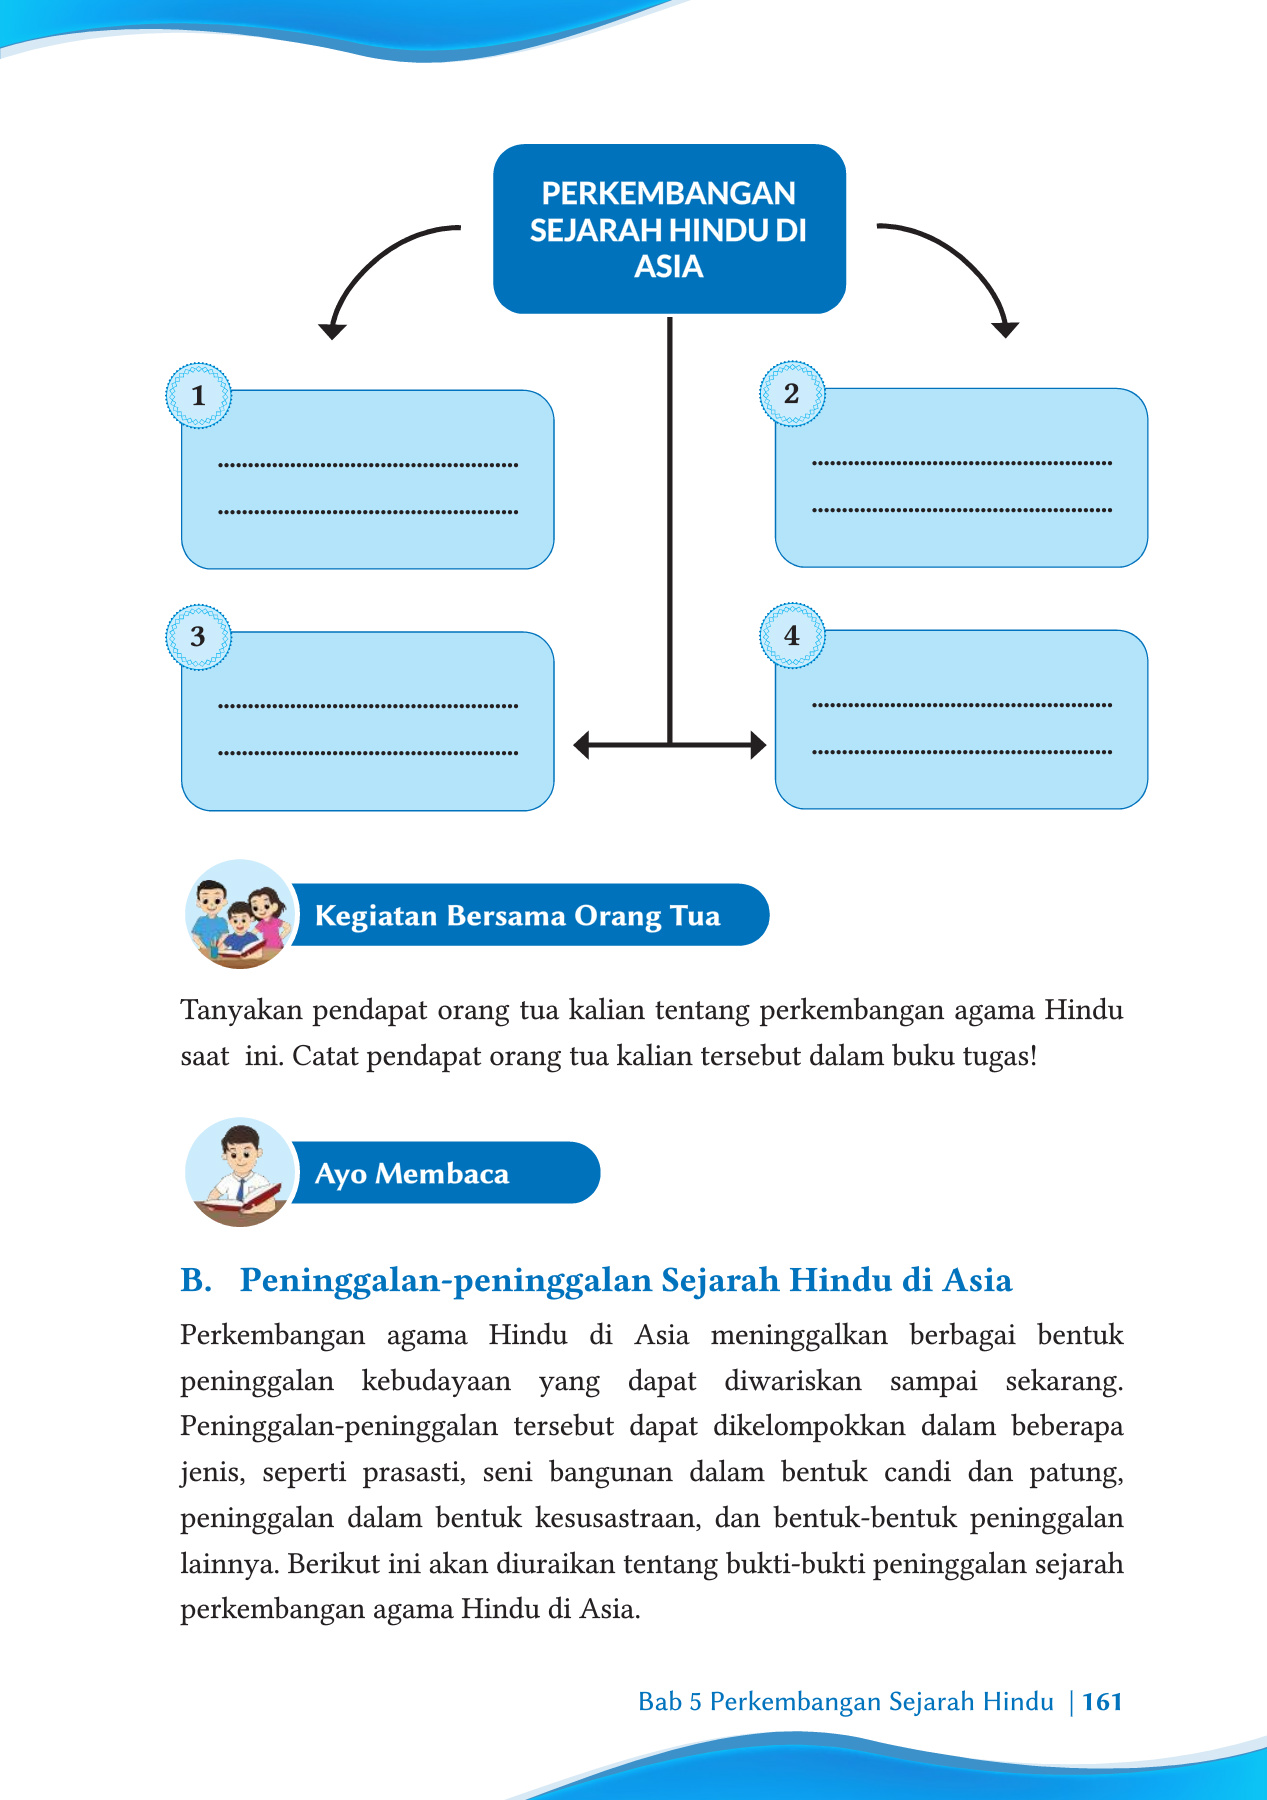 PERKEMBANGAN
SEJARAH HINDU DI
ASIA
1
2
3
4
Kegiatan Bersama Orang Tua
Tanyakan pendapat orang tua kalian tentang perkembangan agama Hindu
saat ini. Catat pendapat orang tua kalian tersebut dalam buku tugas!
Ayo Membaca
B. Peninggalan-peninggalan Sejarah Hindu di Asia
Perkembangan agama Hindu di Asia meninggalkan berbagai bentuk
peninggalan kebudayaan yang dapat diwariskan sampai sekarang.
Peninggalan-peninggalan tersebut dapat dikelompokkan dalam beberapa
jenis, seperti prasasti, seni bangunan dalam bentuk candi dan patung,
peninggalan dalam bentuk kesusastraan, dan bentuk-bentuk peninggalan
lainnya. Berikut ini akan diuraikan tentang bukti-bukti peninggalan sejarah
perkembangan agama Hindu di Asia.
Bab 5 Perkembangan Sejarah Hindu | 161